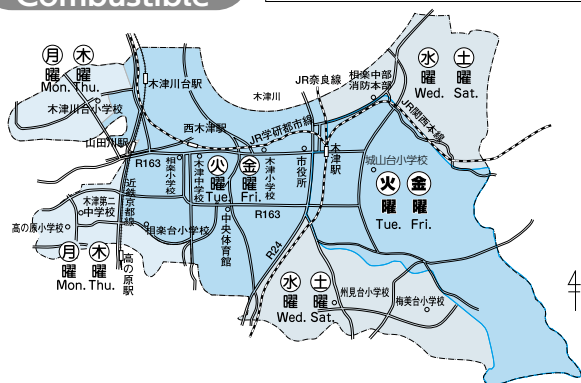 Combustible
月 木
曜 曜
Mon. Thu.
水 土
曜 曜
Wed. Sat.
JR奈良線
相楽中部
消防本部
木津川台駅
木津川
木津川台小学校
JR関西本線
西木津駅
JR学研都市線
山田川駅
R163
相楽小学校
木津中学校
火 金
曜 曜
Tue. Fri.
木津小学校
市役所
木津駅
城山台小学校
火 金
曜 曜
Tue. Fri.
近鉄京都線
木津第二
中学校
R163
高の原小学校
相楽台小学校
中央体育館
月 木
曜 曜
Mon. Thu.
高の原駅
R24
水 土
曜 曜
Wed. Sat.
州見台小学校
梅美台小学校